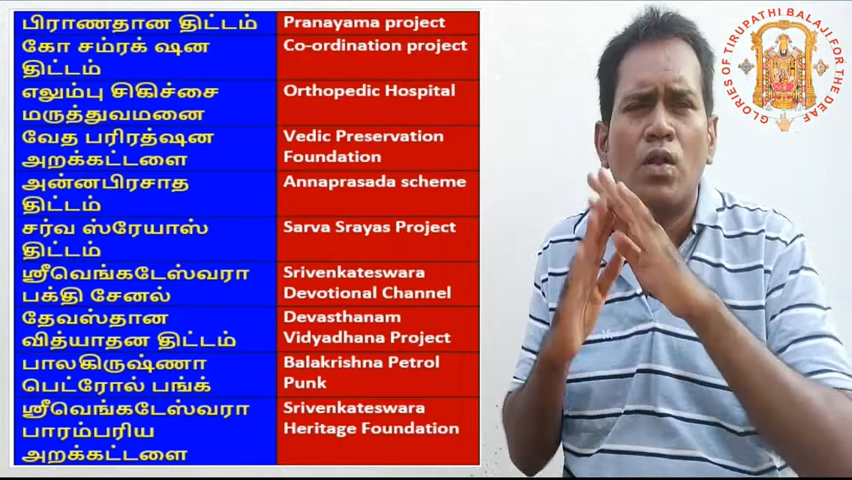 பிராணதான திட்டம் Pranayama project
கோ சம்ரக் ஷன Co-ordination project
திட்டம்
எலும்பு சிகிச்சை Orthopedic Hospital
மருத்துவமனை
வேத பரிரத்ஷன Vedic Preservation
அறக்கட்டளை Foundation
அன்னபிரசாத Annaprasada scheme
திட்டம்
சர்வ ஸ்ரேயாஸ் Sarva Srayas Project
திட்டம்
ஸ்ரீவெங்கடேஸ்வரா Srivenkateswara
பக்தி சேனல் Devotional Channel
தேவஸ்தான Devasthanam
வித்யாதன திட்டம் Vidyadhana Project
பாலகிருஷ்ணா Balakrishna Petrol
பெட்ரோல் பங்க் Punk
ஸ்ரீவெங்கடேஸ்வரா Srivenkateswara
பாரம்பரிய Heritage Foundation
அறக்கட்டளை
GLORIES OF TIRUPATHI BALAJI FOR THE DEAF